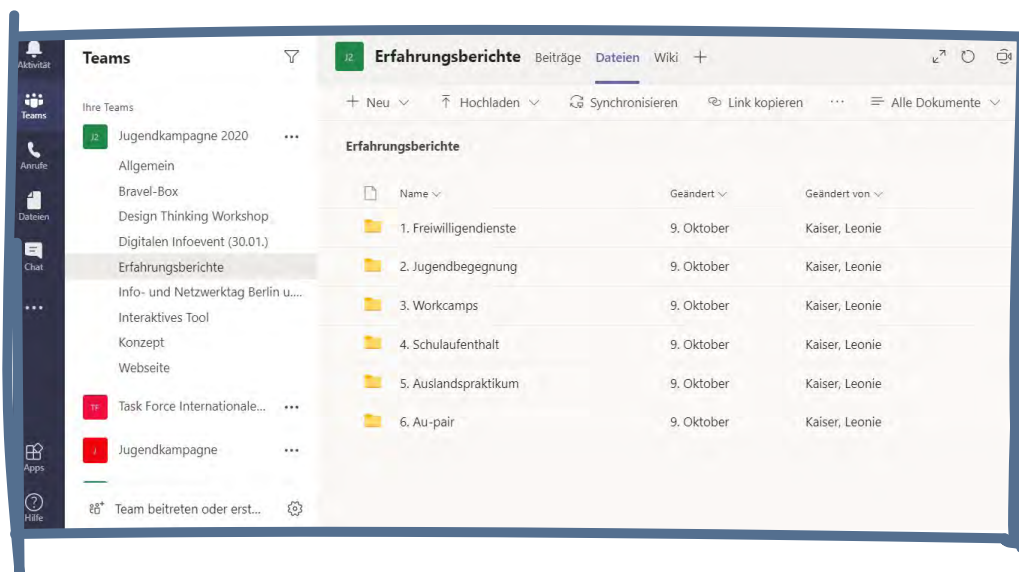 Aktivität
Teams
Anrufe
Dateien
Chat
Apps
Hilfe
Teams
Ihre Teams
J2 Jugendkampagne 2020
Allgemein
Bravel-Box
Design Thinking Workshop
Digitalen Infoevent (30.01.)
Erfahrungsberichte
Info- und Netzwerktag Berlin u....
Interaktives Tool
Konzept
Webseite
TF Task Force Internationale...
J Jugendkampagne
Team beitreten oder erst...
J2 Erfahrungsberichte Beiträge Dateien Wiki
Neu Hochladen Synchronisieren Link kopieren Alle Dokumente
Erfahrungsberichte
Name Geändert Geändert von
1. Freiwilligendienste 9. Oktober Kaiser, Leonie
2. Jugendbegegnung 9. Oktober Kaiser, Leonie
3. Workcamps 9. Oktober Kaiser, Leonie
4. Schulaufenthalt 9. Oktober Kaiser, Leonie
5. Auslandspraktikum 9. Oktober Kaiser, Leonie
6. Au-pair 9. Oktober Kaiser, Leonie